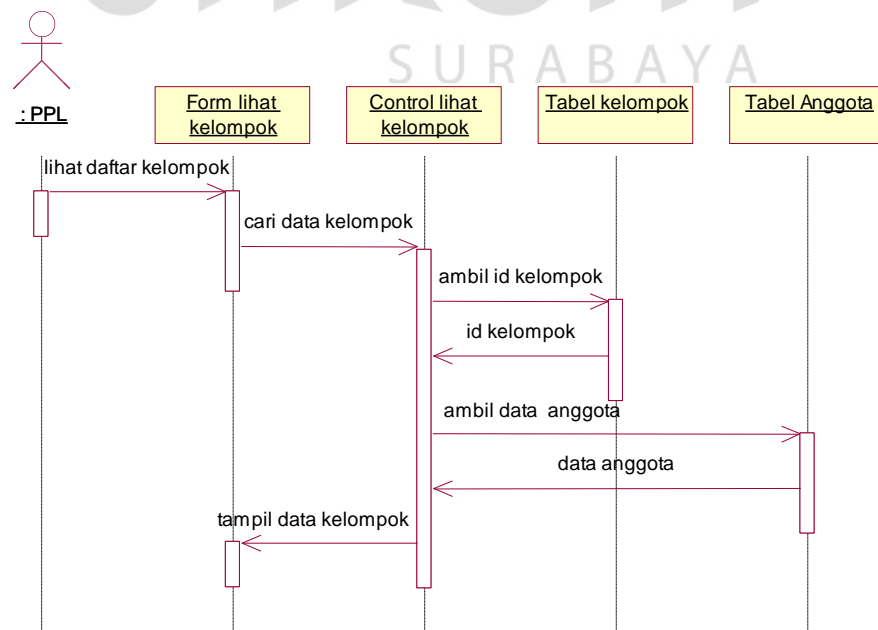 SURABAYA
: PPL
Form lihat
kelompok
Control lihat
kelompok
Tabel kelompok
Tabel Anggota
lihat daftar kelompok
cari data kelompok
ambil id kelompok
id kelompok
ambil data  anggota
data anggota
tampil data kelompok